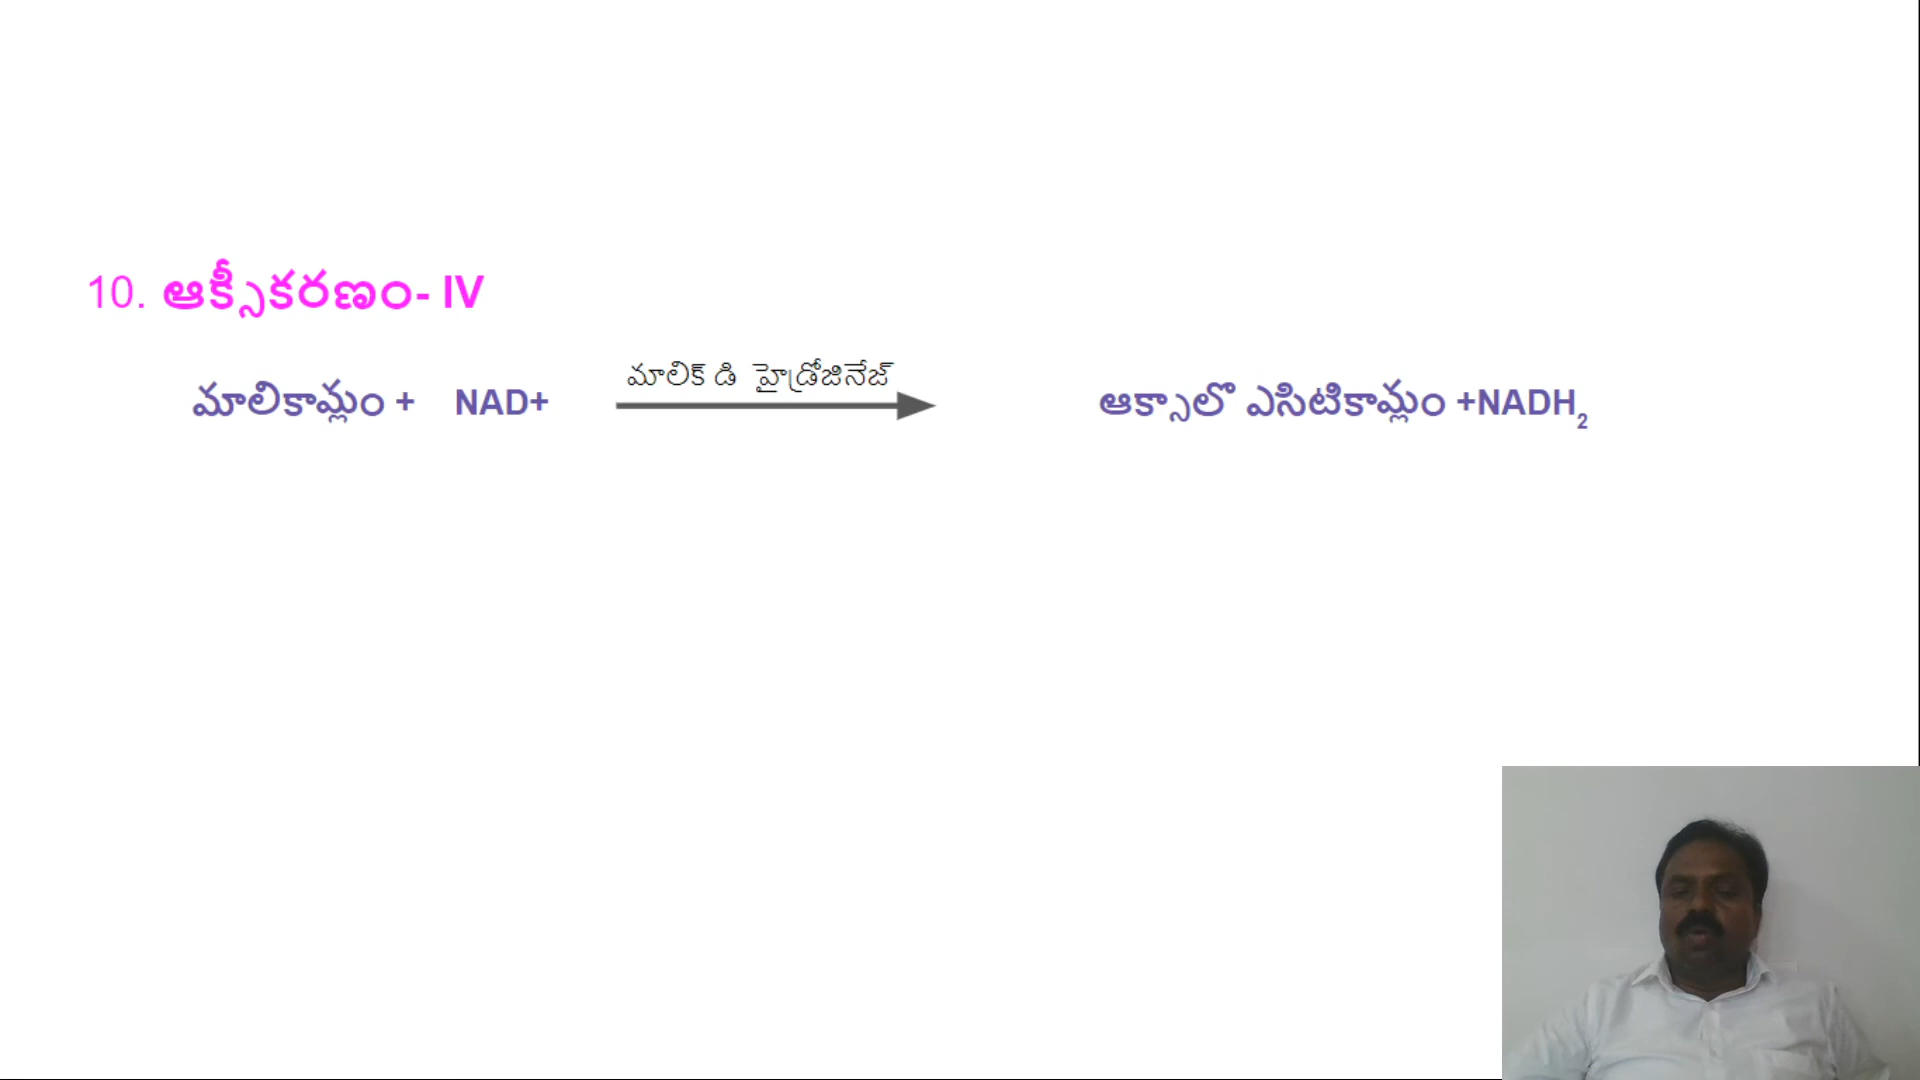 10. ఆక్సీకరణం- IV
మాలిక్ డి హైడ్రోజినేజ్
మాలికామ్లం + NAD+ ఆక్సాలొ ఎసిటికామ్లం +NADH₂